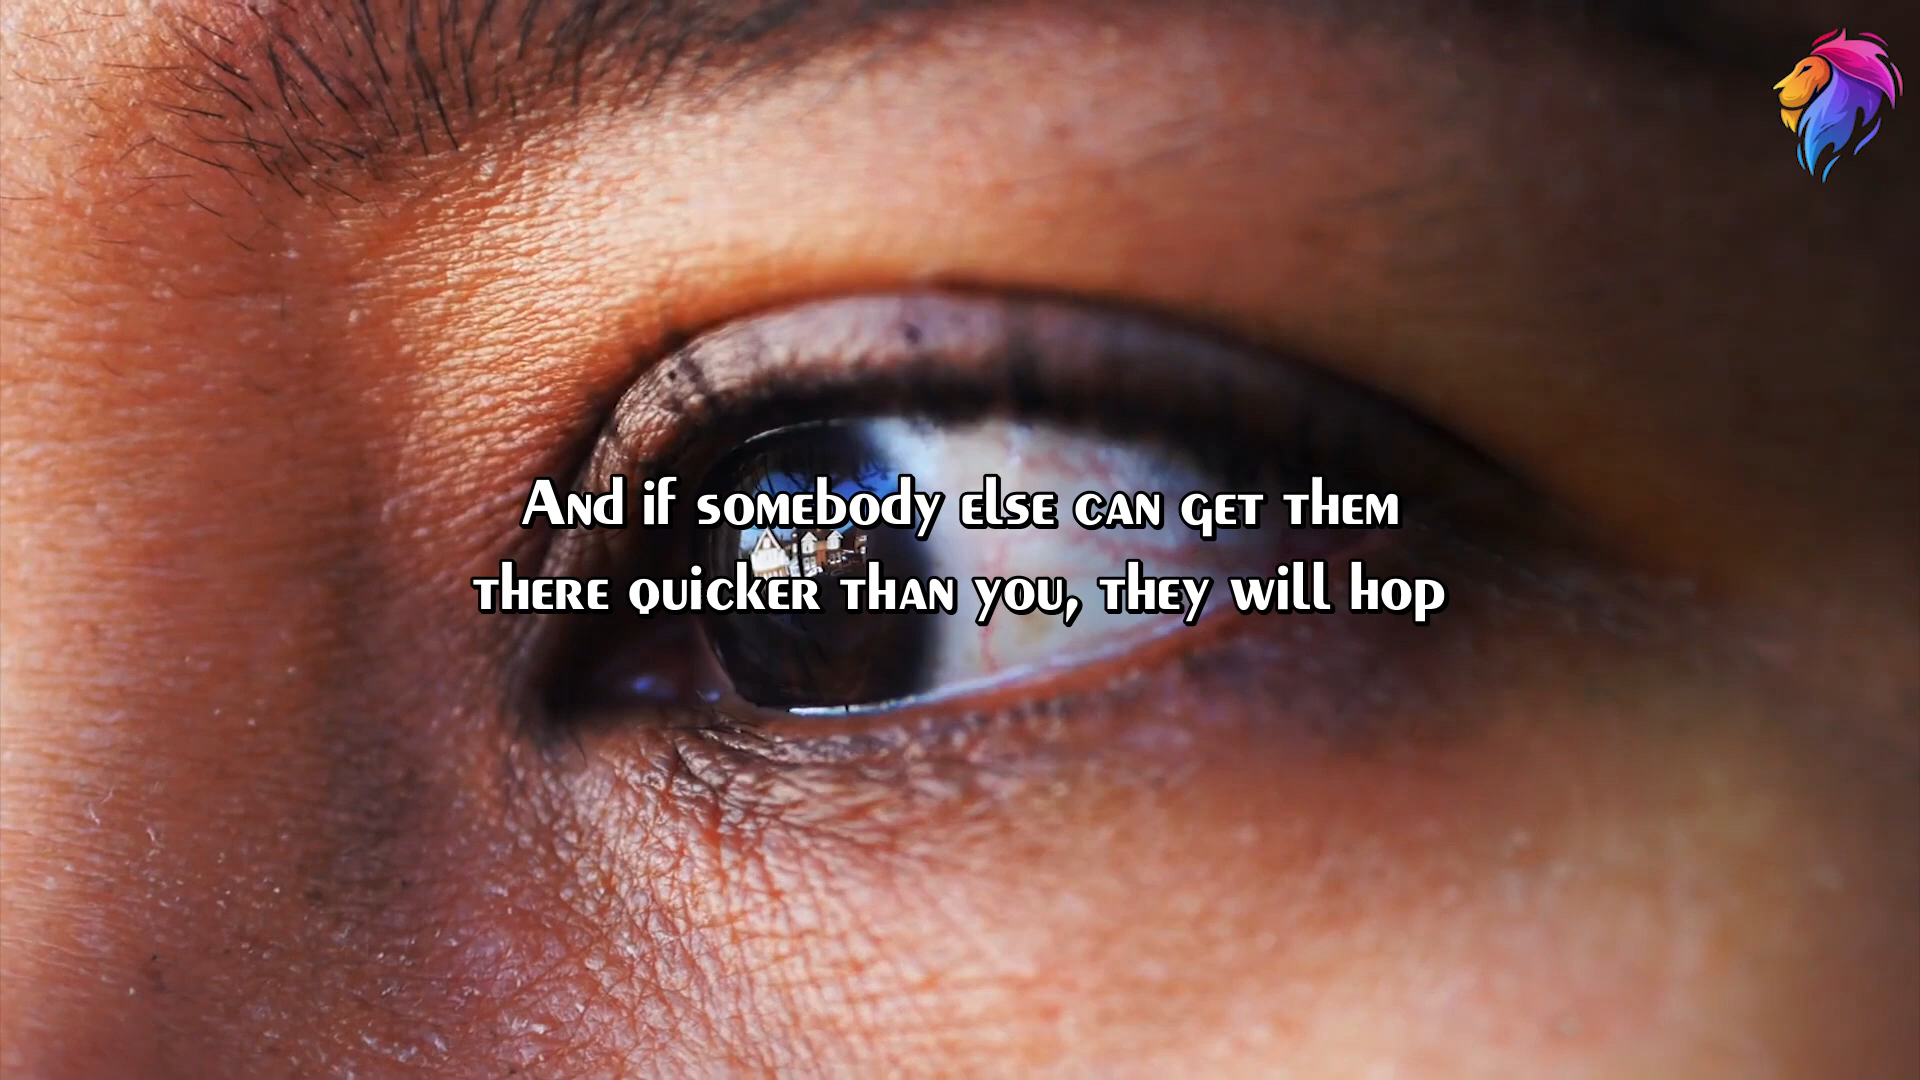 And if somebody else can get them
there quicker than you, they will hop